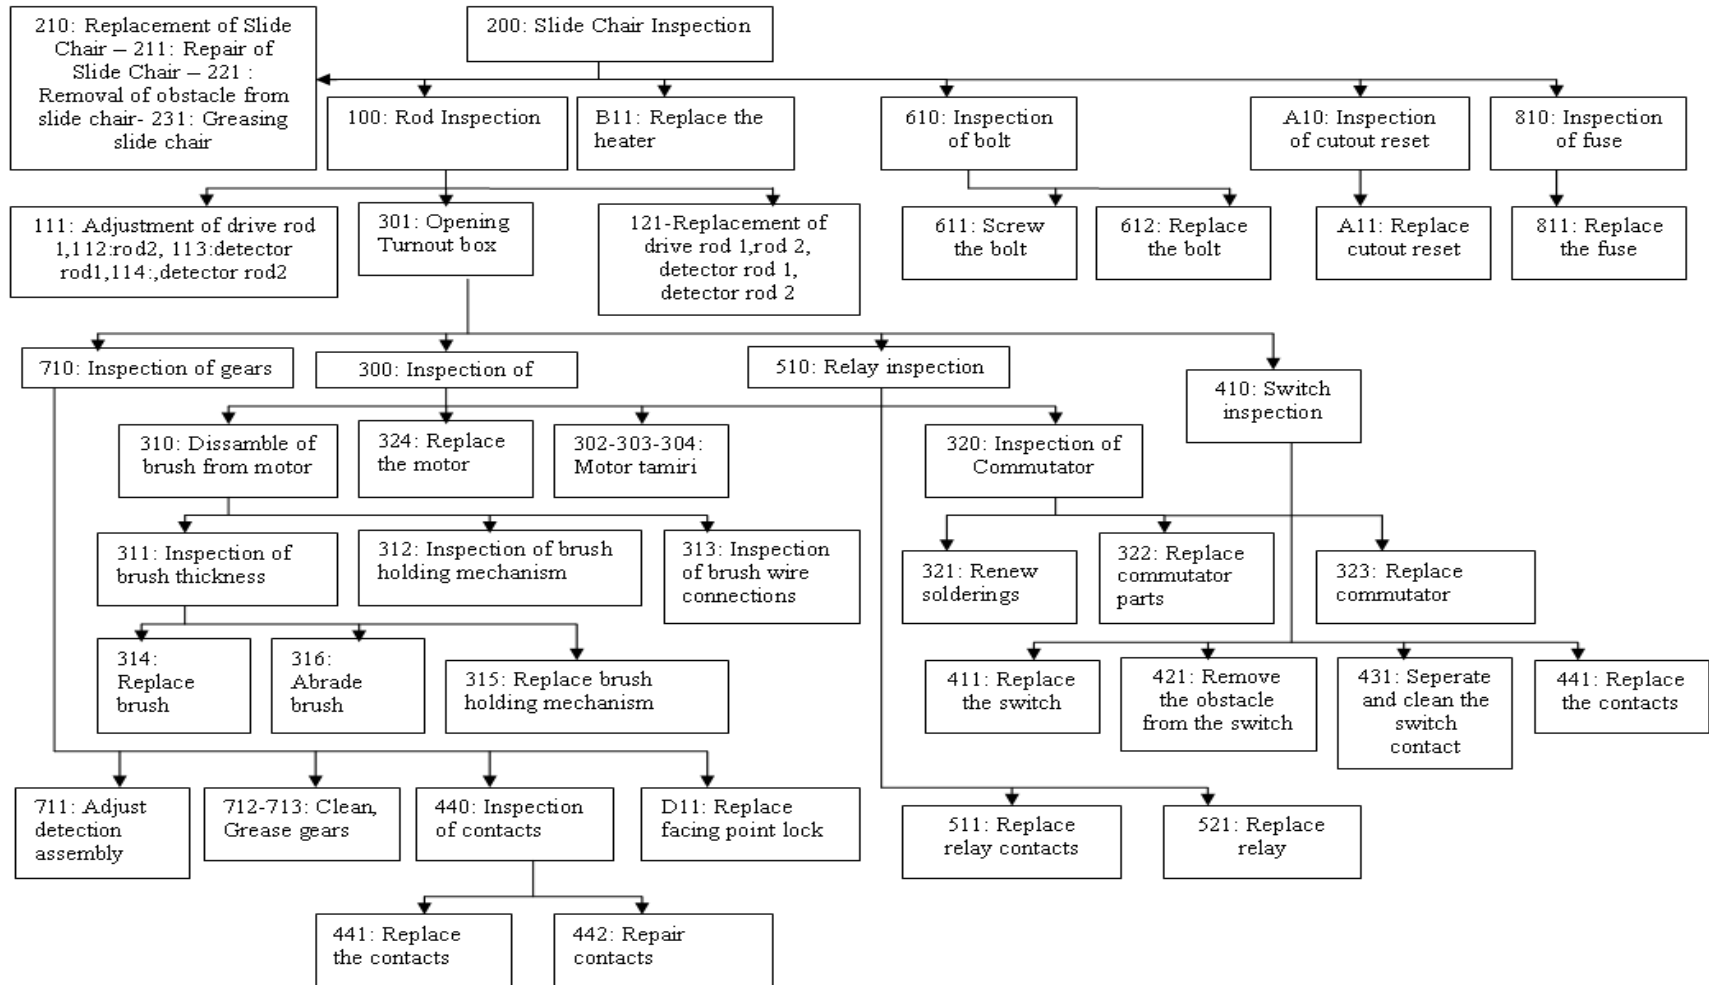 210: Replacement of Slide
Chair – 211: Repair of
Slide Chair – 221 :
Removal of obstacle from
slide chair- 231: Greasing
slide chair
200: Slide Chair Inspection
100: Rod Inspection
B11: Replace the
heater
610: Inspection
of bolt
A10: Inspection
of cutout reset
810: Inspection
of fuse
111: Adjustment of drive rod
1,112:rod2, 113:detector
rod1,114:,detector rod2
301: Opening
Turnout box
121-Replacement of
drive rod 1,rod 2,
detector rod 1,
detector rod 2
611: Screw
the bolt
612: Replace
the bolt
A11: Replace
cutout reset
811: Replace
the fuse
710: Inspection of gears
300: Inspection of
510: Relay inspection
410: Switch
inspection
310: Dissamble of
brush from motor
324: Replace
the motor
302-303-304:
Motor tamiri
320: Inspection of
Commutator
311: Inspection of
brush thickness
312: Inspection of brush
holding mechanism
313: Inspection
of brush wire
connections
321: Renew
solderings
322: Replace
commutator
parts
323: Replace
commutator
314:
Replace
brush
316:
Abrade
brush
315: Replace brush
holding mechanism
411: Replace
the switch
421: Remove
the obstacle
from the switch
431: Seperate
and clean the
switch
contact
441: Replace
the contacts
711: Adjust
detection
assembly
712-713: Clean,
Grease gears
440: Inspection
of contacts
D11: Replace
facing point lock
511: Replace
relay contacts
521: Replace
relay
441: Replace
the contacts
442: Repair
contacts